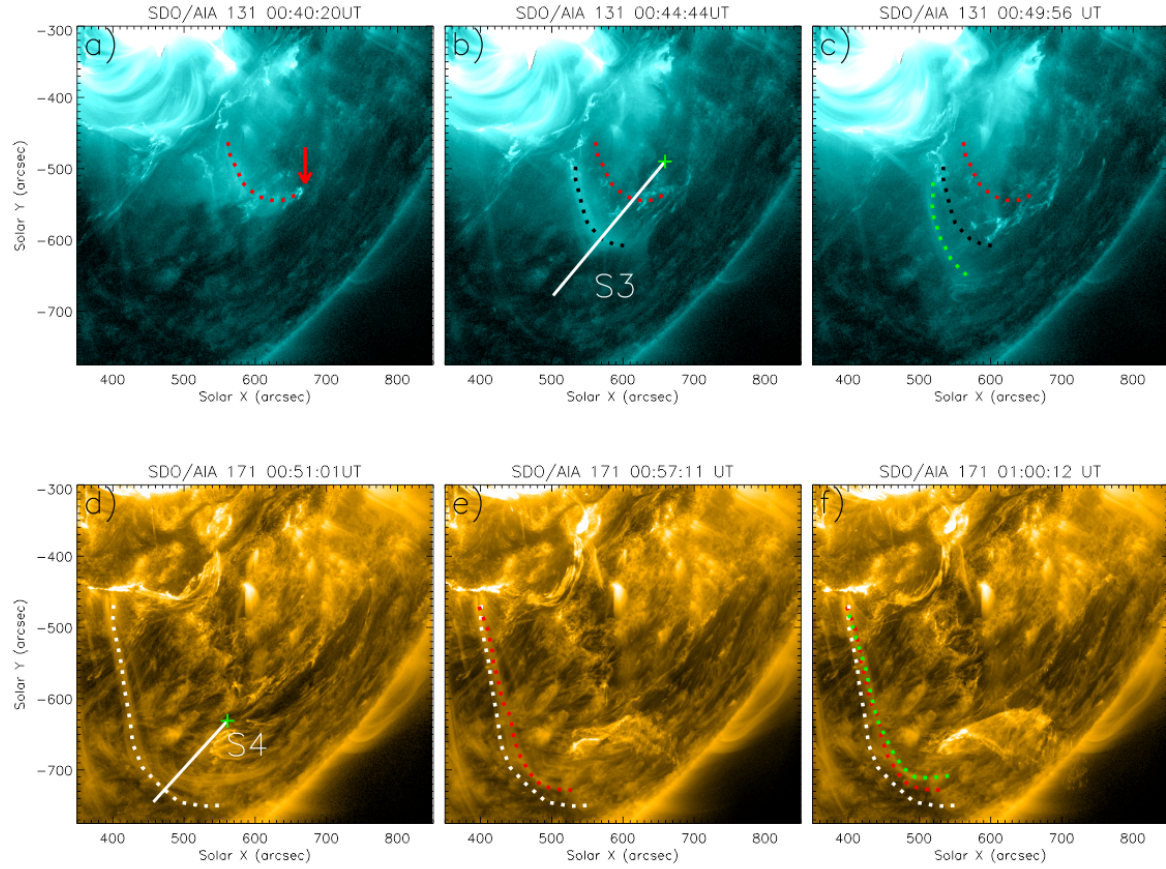 SDO/AIA 131 00:40:20UT
SDO/AIA 131 00:44:44UT
SDO/AIA 131 00:49:56 UT
a)
b)
c)
S3
-300
-400
-500
-600
-700
Solar Y (arcsec)
400 500 600 700 800
400 500 600 700 800
400 500 600 700 800
Solar X (arcsec)
Solar X (arcsec)
Solar X (arcsec)
SDO/AIA 171 00:51:01UT
SDO/AIA 171 00:57:11 UT
SDO/AIA 171 01:00:12 UT
d)
e)
f)
S4
-300
-400
-500
-600
-700
Solar Y (arcsec)
400 500 600 700 800
400 500 600 700 800
400 500 600 700 800
Solar X (arcsec)
Solar X (arcsec)
Solar X (arcsec)